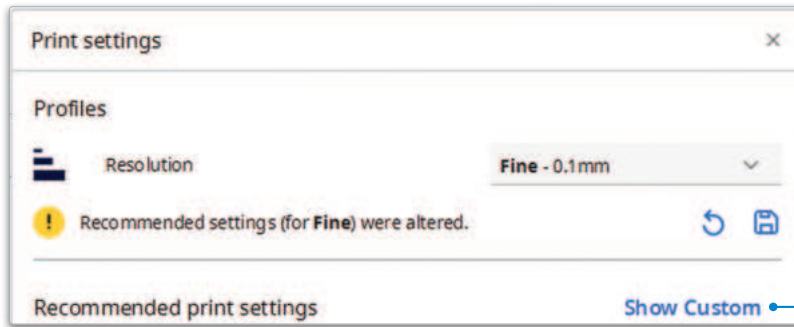 Print settings
Profiles
Resolution Fine - 0.1mm
Recommended settings (for Fine) were altered.
Recommended print settings Show Custom